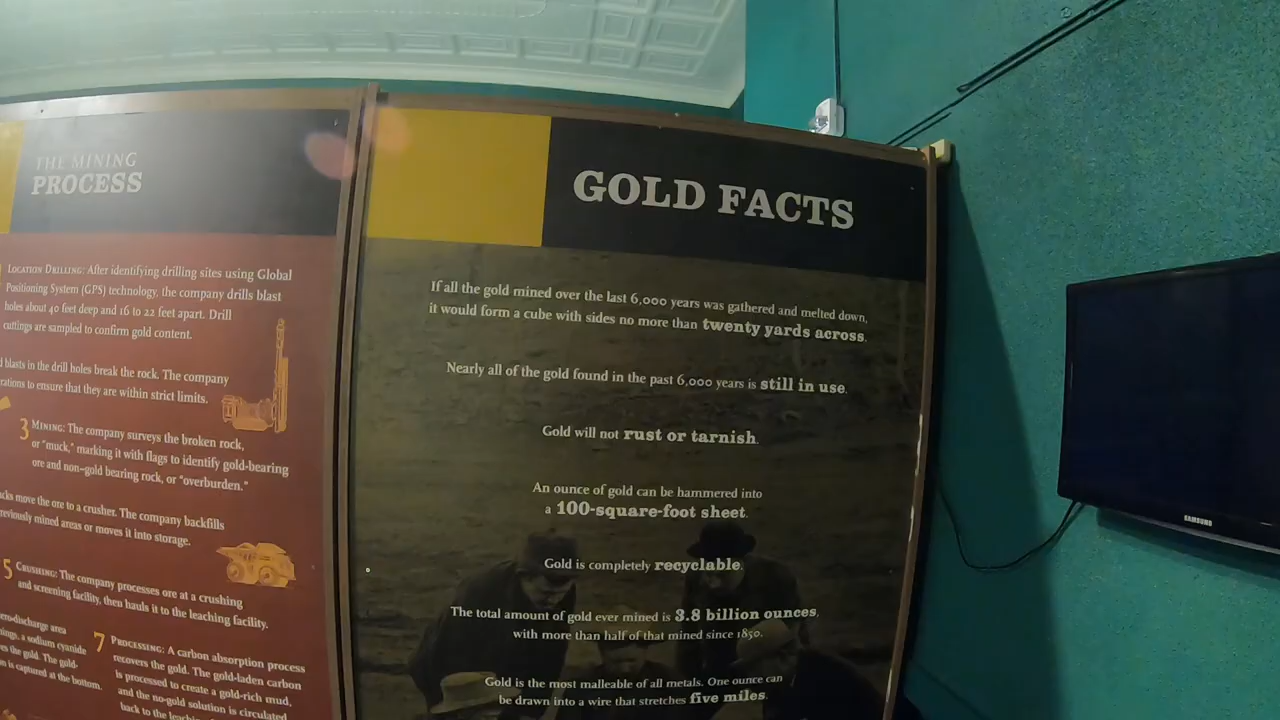 THE MINING
PROCESS
LOCATION DRILLING: After identifying drilling sites using Global
Positioning System (GPS) technology, the company drills blast
holes about 40 feet deep and 16 to 22 feet apart. Drill
cuttings are sampled to confirm gold content.
blasts in the drill holes break the rock. The company
to ensure that they are within strict limits.
3 MINING: The company surveys the broken rock,
or "muck," marking it with flags to identify gold-bearing
ore and non-gold bearing rock, or "overburden."
move the ore to a crusher. The company backfills
mined areas or moves it into storage.
5 CRUSHING: The company processes ore at a crushing
and screening facility, then hauls it to the leaching facility.
area
a sodium cyanide
the gold. The gold-
is captured at the bottom.
7 PROCESSING: A carbon absorption process
recovers the gold. The gold-laden carbon
is processed to create a gold-rich mud,
and the no-gold solution is circulated
back to the
GOLD FACTS
If all the gold mined over the last 6,000 years was gathered and melted down,
it would form a cube with sides no more than twenty yards across.
Nearly all of the gold found in the past 6,000 years is still in use.
Gold will not rust or tarnish.
An ounce of gold can be hammered into
a 100-square-foot sheet.
Gold is completely recyclable.
The total amount of gold ever mined is 3.8 billion ounces,
with more than half of that mined since 1850.
Gold is the most malleable of all metals. One ounce can
be drawn into a wire that stretches five miles.
SAMSUNG